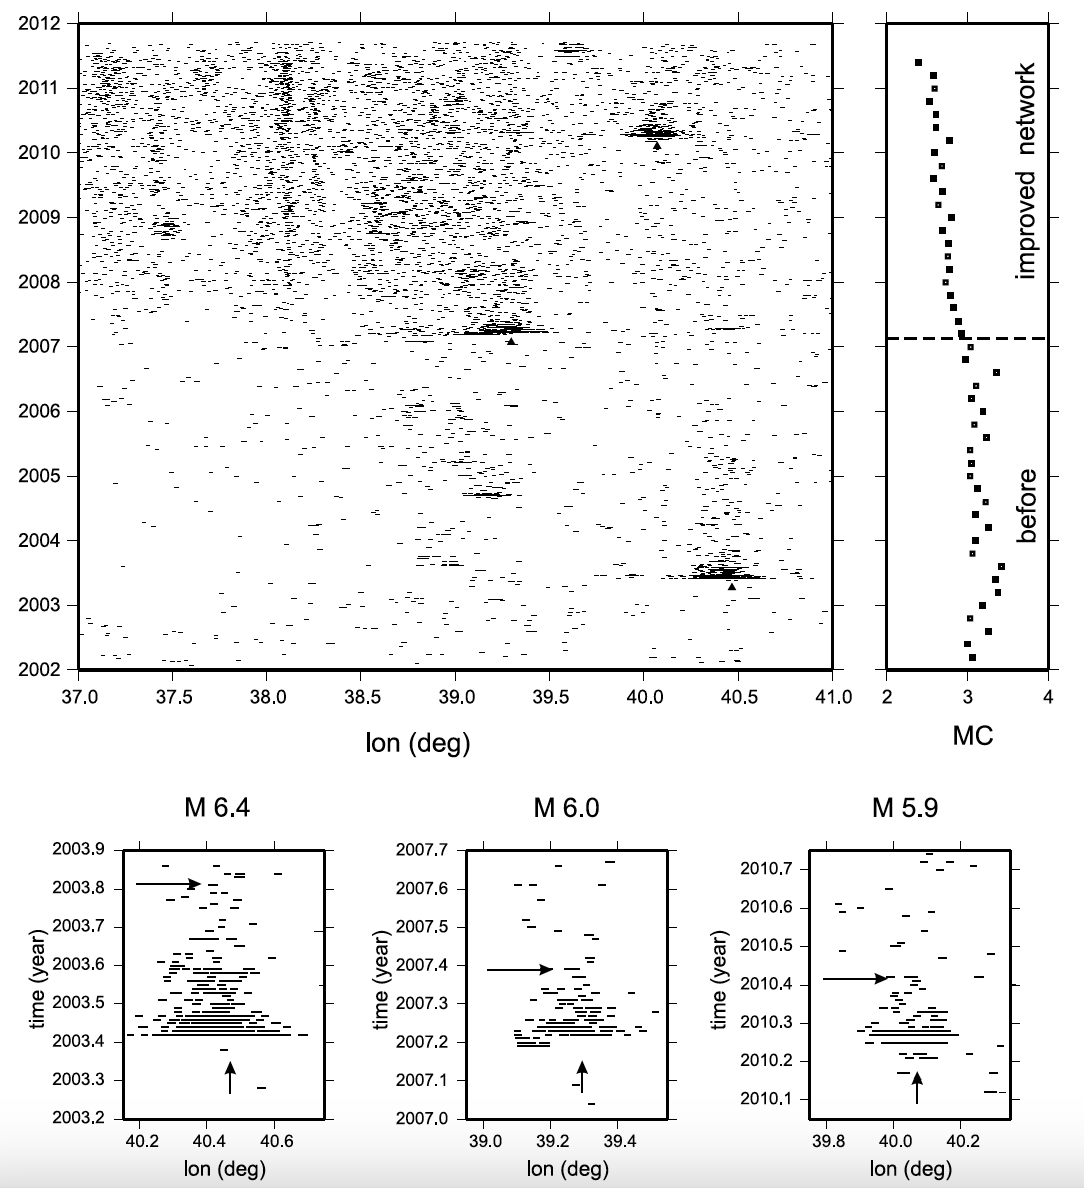 2012
2011
2010
2009
2008
2007
2006
2005
2004
2003
2002
37.0 37.5 38.0 38.5 39.0 39.5 40.0 40.5 41.0
lon (deg)
improved network
before
2 3 4
MC
M 6.4
2003.9
2003.8
2003.7
2003.6
2003.5
2003.4
2003.3
2003.2
time (year)
40.2 40.4 40.6
lon (deg)
M 6.0
2007.7
2007.6
2007.5
2007.4
2007.3
2007.2
2007.1
2007.0
time (year)
39.0 39.2 39.4
lon (deg)
M 5.9
2010.7
2010.6
2010.5
2010.4
2010.3
2010.2
2010.1
time (year)
39.8 40.0 40.2
lon (deg)